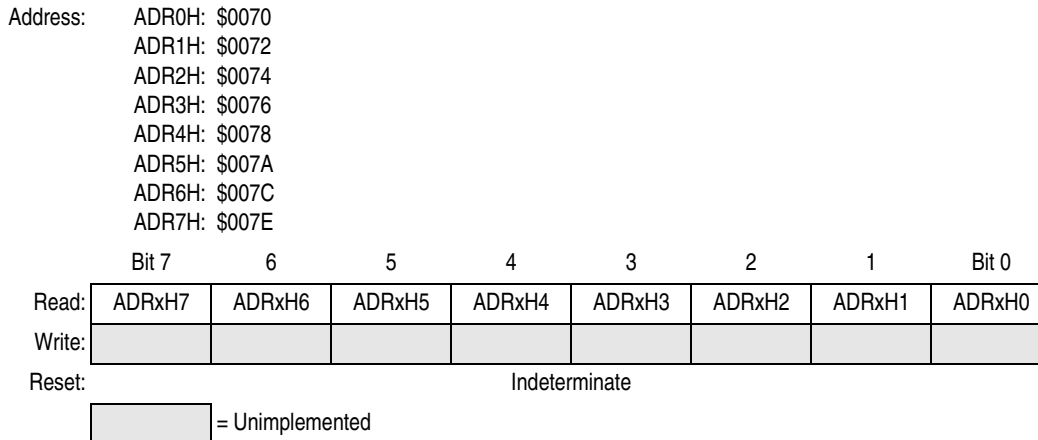 Address: ADR0H: $0070
ADR1H: $0072
ADR2H: $0074
ADR3H: $0076
ADR4H: $0078
ADR5H: $007A
ADR6H: $007C
ADR7H: $007E
Bit 7 6 5 4 3 2 1 Bit 0
Read: ADRxH7 ADRxH6 ADRxH5 ADRxH4 ADRxH3 ADRxH2 ADRxH1 ADRxH0
Write:
Reset: Indeterminate
= Unimplemented